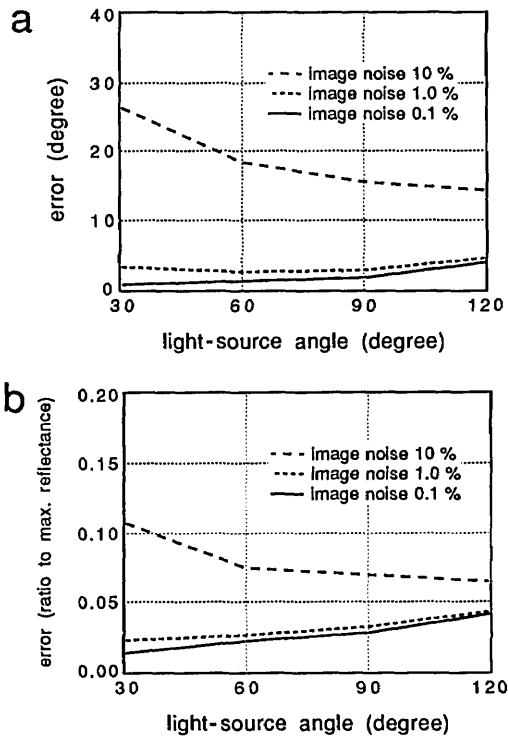 a
40
30
20
10
0
error (degree)
image noise 10 %
image noise 1.0 %
image noise 0.1 %
30 60 90 120
light-source angle (degree)
b
0.20
0.15
0.10
0.05
0.00
error (ratio to max. reflectance)
image noise 10 %
image noise 1.0 %
image noise 0.1 %
30 60 90 120
light-source angle (degree)